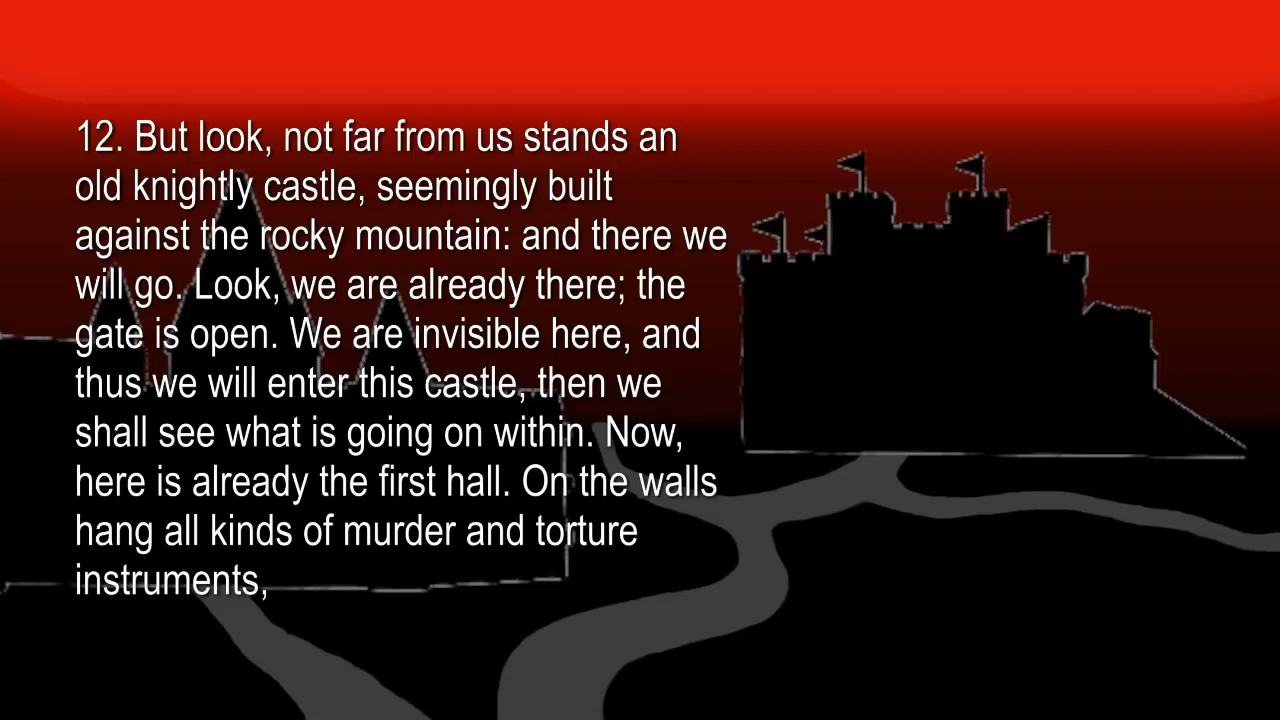 12. But look, not far from us stands an
old knightly castle, seemingly built
against the rocky mountain: and there we
will go. Look, we are already there; the
gate is open. We are invisible here, and
thus we will enter this castle, then we
shall see what is going on within. Now,
here is already the first hall. On the walls
hang all kinds of murder and torture
instruments,